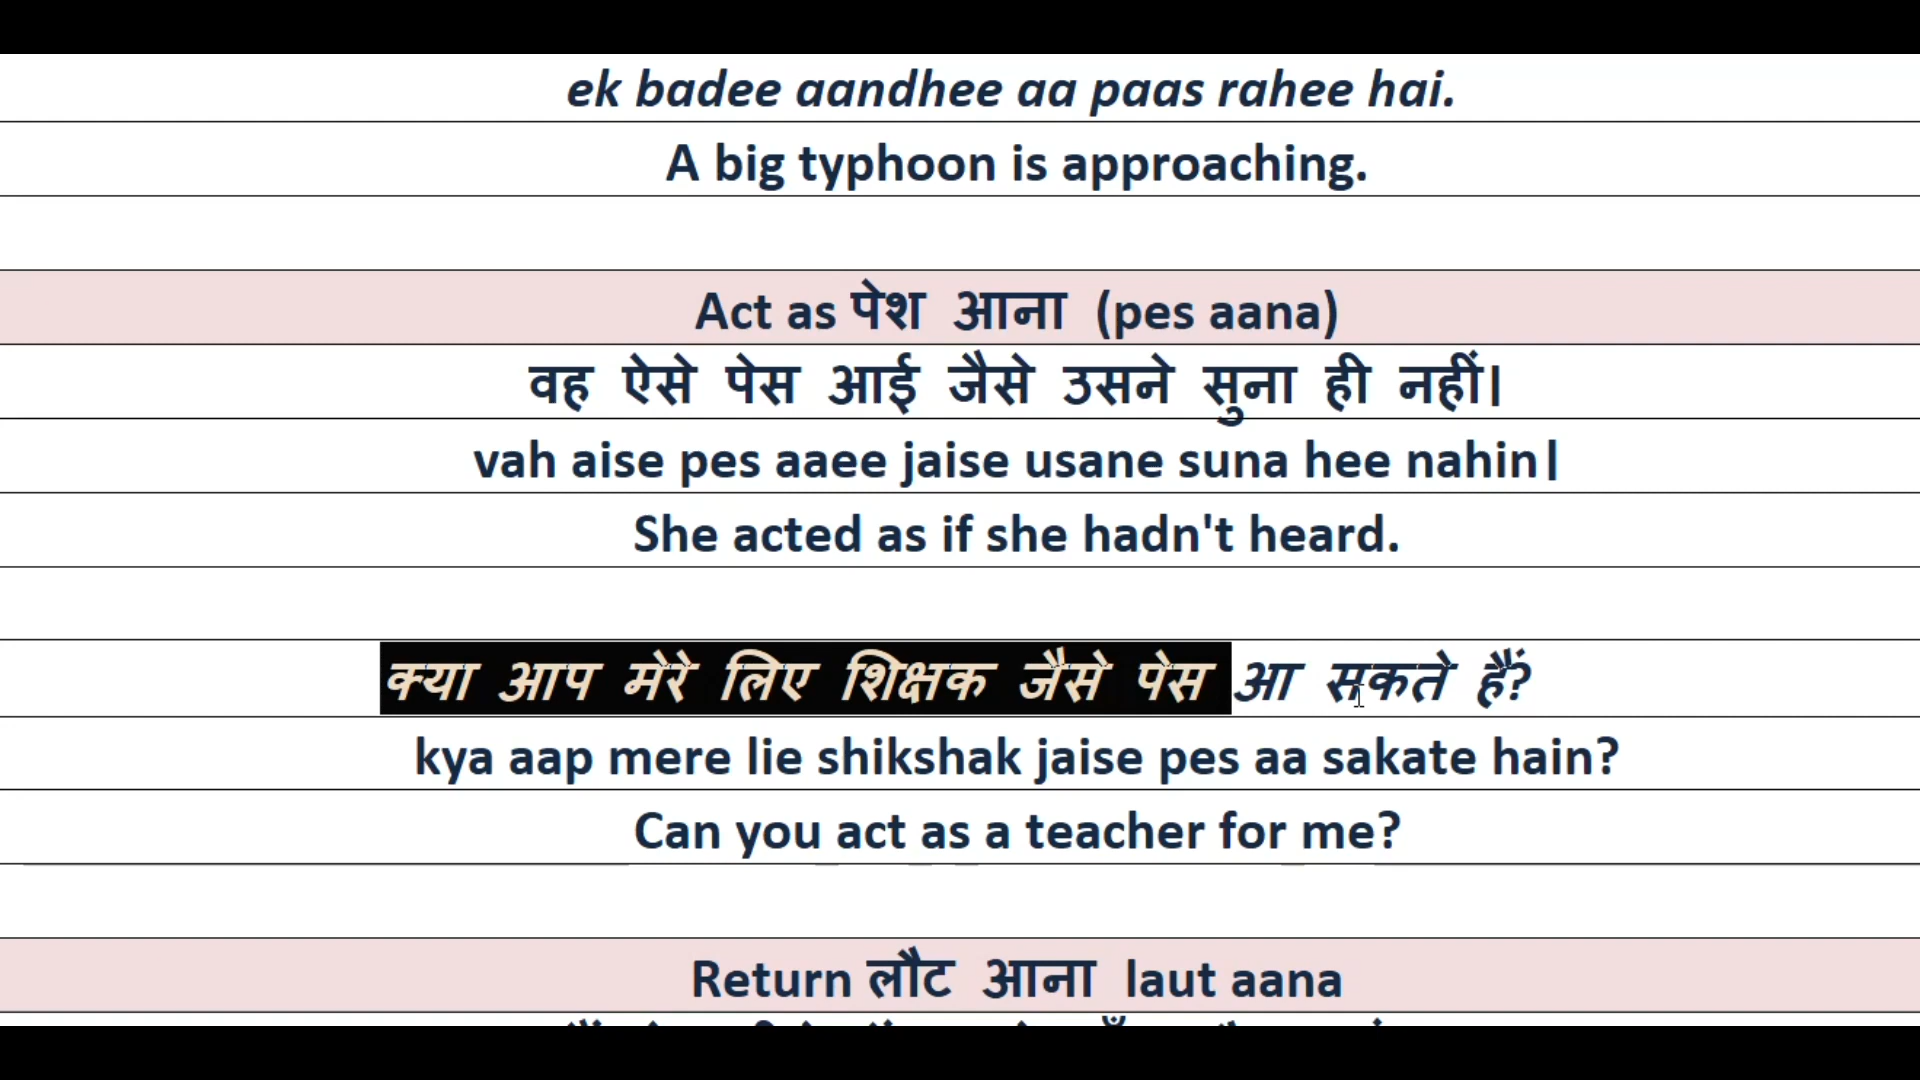 ek badee aandhee aa paas rahee hai.
A big typhoon is approaching.
Act as पेश आना (pes aana)
वह ऐसे पेस आई जैसे उसने सुना ही नहीं।
vah aise pes aaee jaise usane suna hee nahin|
She acted as if she hadn't heard.
क्या आप मेरे लिए शिक्षक जैसे पेस आ सकते हैं?
kya aap mere lie shikshak jaise pes aa sakate hain?
Can you act as a teacher for me?
Return लौट आना laut aana